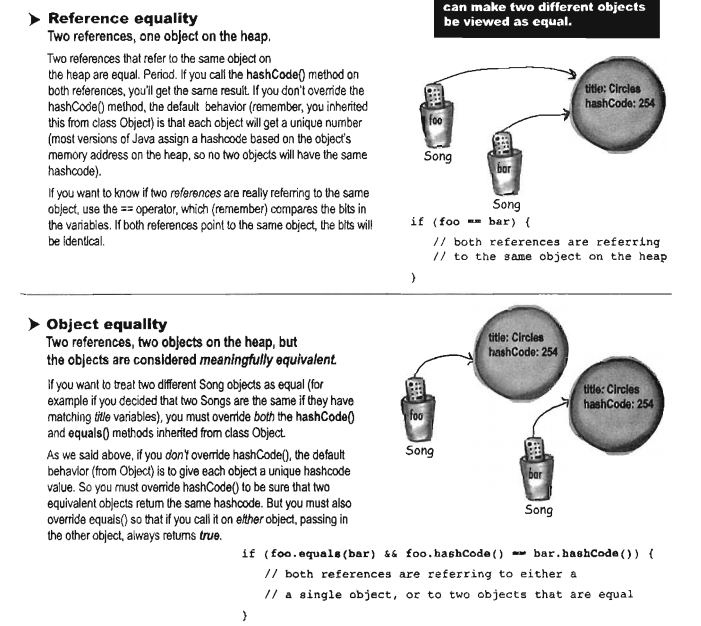 can make two different objects
be viewed as equal.
➤ Reference equality
Two references, one object on the heap.
Two references that refer to the same object on
the heap are equal. Period. If you call the hashCode() method on
both references, you'll get the same result. If you don't override the
hashCode() method, the default behavior (remember, you inherited
this from class Object) is that each object will get a unique number
(most versions of Java assign a hashcode based on the object's
memory address on the heap, so no two objects will have the same
hashcode).
If you want to know if two references are really referring to the same
object, use the == operator, which (remember) compares the bits in
the variables. If both references point to the same object, the bits will
be identical.
title: Circles
hashCode: 254
foo
Song
bar
Song
if (foo == bar) {
// both references are referring
// to the same object on the heap
}
➤ Object equality
Two references, two objects on the heap, but
the objects are considered meaningfully equivalent.
If you want to treat two different Song objects as equal (for
example if you decided that two Songs are the same if they have
matching title variables), you must override both the hashCode()
and equals() methods inherited from class Object.
As we said above, if you don't override hashCode(), the default
behavior (from Object) is to give each object a unique hashcode
value. So you must override hashCode() to be sure that two
equivalent objects return the same hashcode. But you must also
override equals() so that if you call it on either object, passing in
the other object, always returns true.
title: Circles
hashCode: 254
title: Circles
hashCode: 254
foo
Song
bar
Song
if (foo.equals(bar) && foo.hashCode() == bar.hashCode()) {
// both references are referring to either a
// a single object, or to two objects that are equal
}